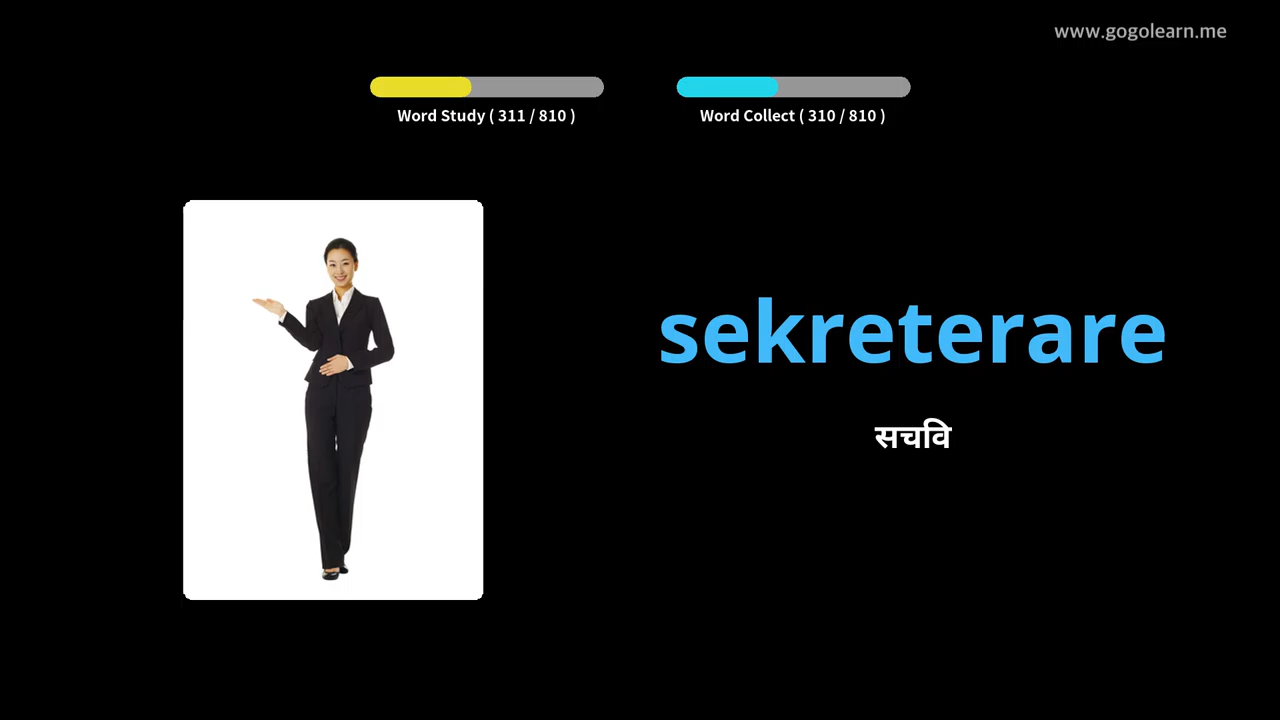 www.gogolearn.me
Word Study ( 311 / 810 )
Word Collect ( 310 / 810 )
sekreterare
सचवि